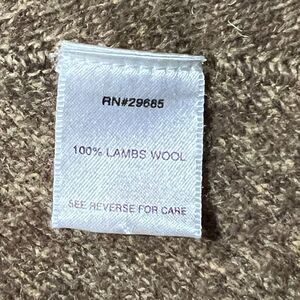 RN#29685
100% LAMBS WOOL
SEE REVERSE FOR CARE